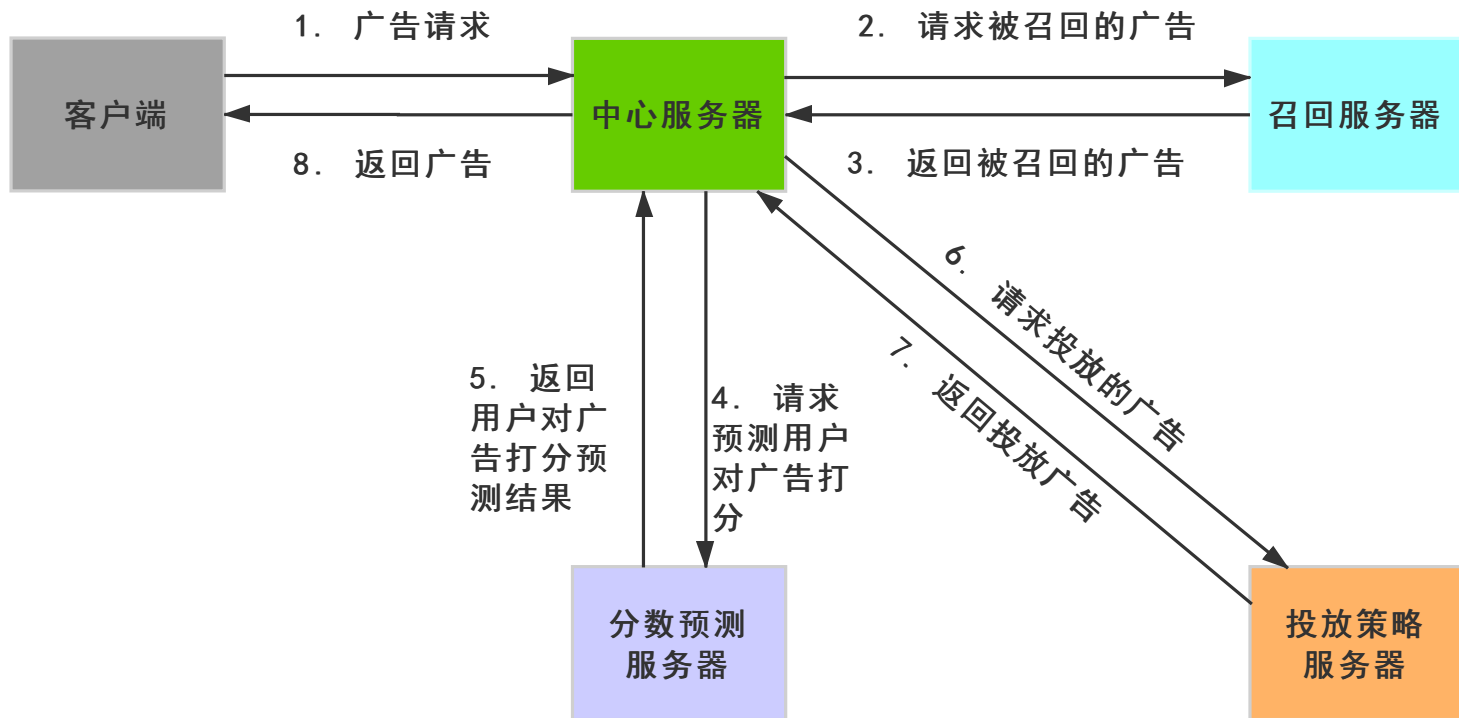 1. 广告请求
2. 请求被召回的广告
客户端
中心服务器
召回服务器
8. 返回广告
3. 返回被召回的广告
6. 请求投放的广告
7. 返回投放广告
5. 返回
用户对广
告打分预
测结果
4. 请求
预测用户
对广告打
分
分数预测
服务器
投放策略
服务器